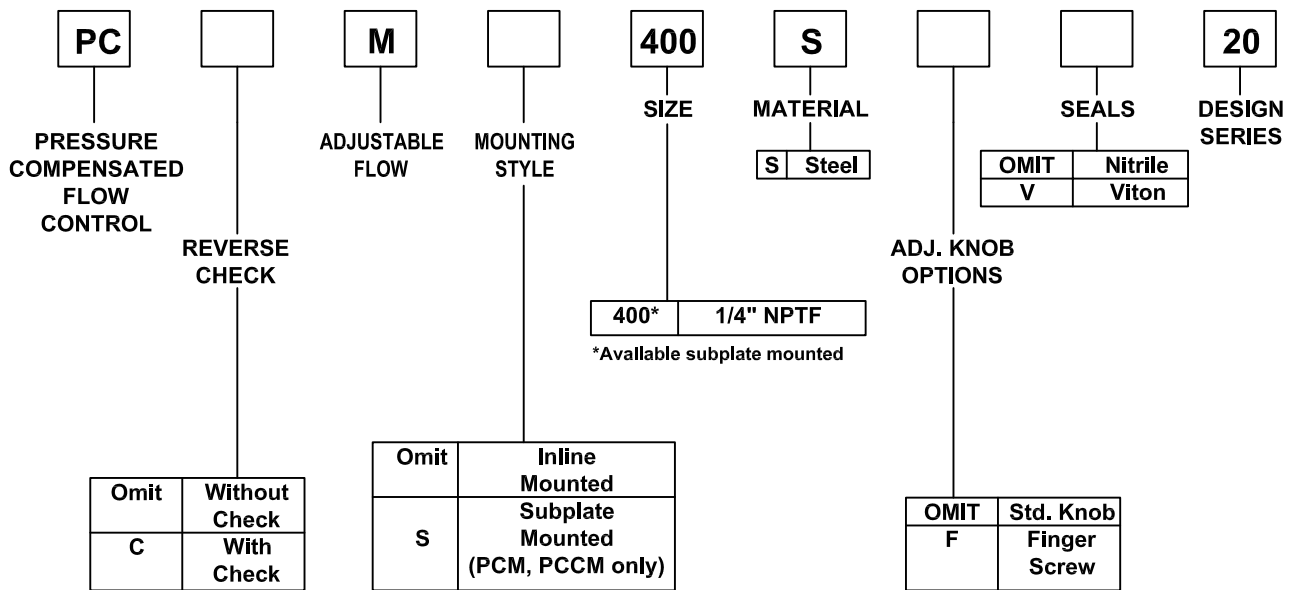 PC
M
400
S
20
PRESSURE
COMPENSATED
FLOW
CONTROL
REVERSE
CHECK
ADJUSTABLE
FLOW
MOUNTING
STYLE
SIZE
MATERIAL
S Steel
ADJ. KNOB
OPTIONS
SEALS
OMIT Nitrile
V Viton
DESIGN
SERIES
400* 1/4" NPTF
*Available subplate mounted
Omit Without
Check
C With
Check
Omit Inline
Mounted
Subplate
S Mounted
(PCM, PCCM only)
OMIT Std. Knob
F Finger
Screw